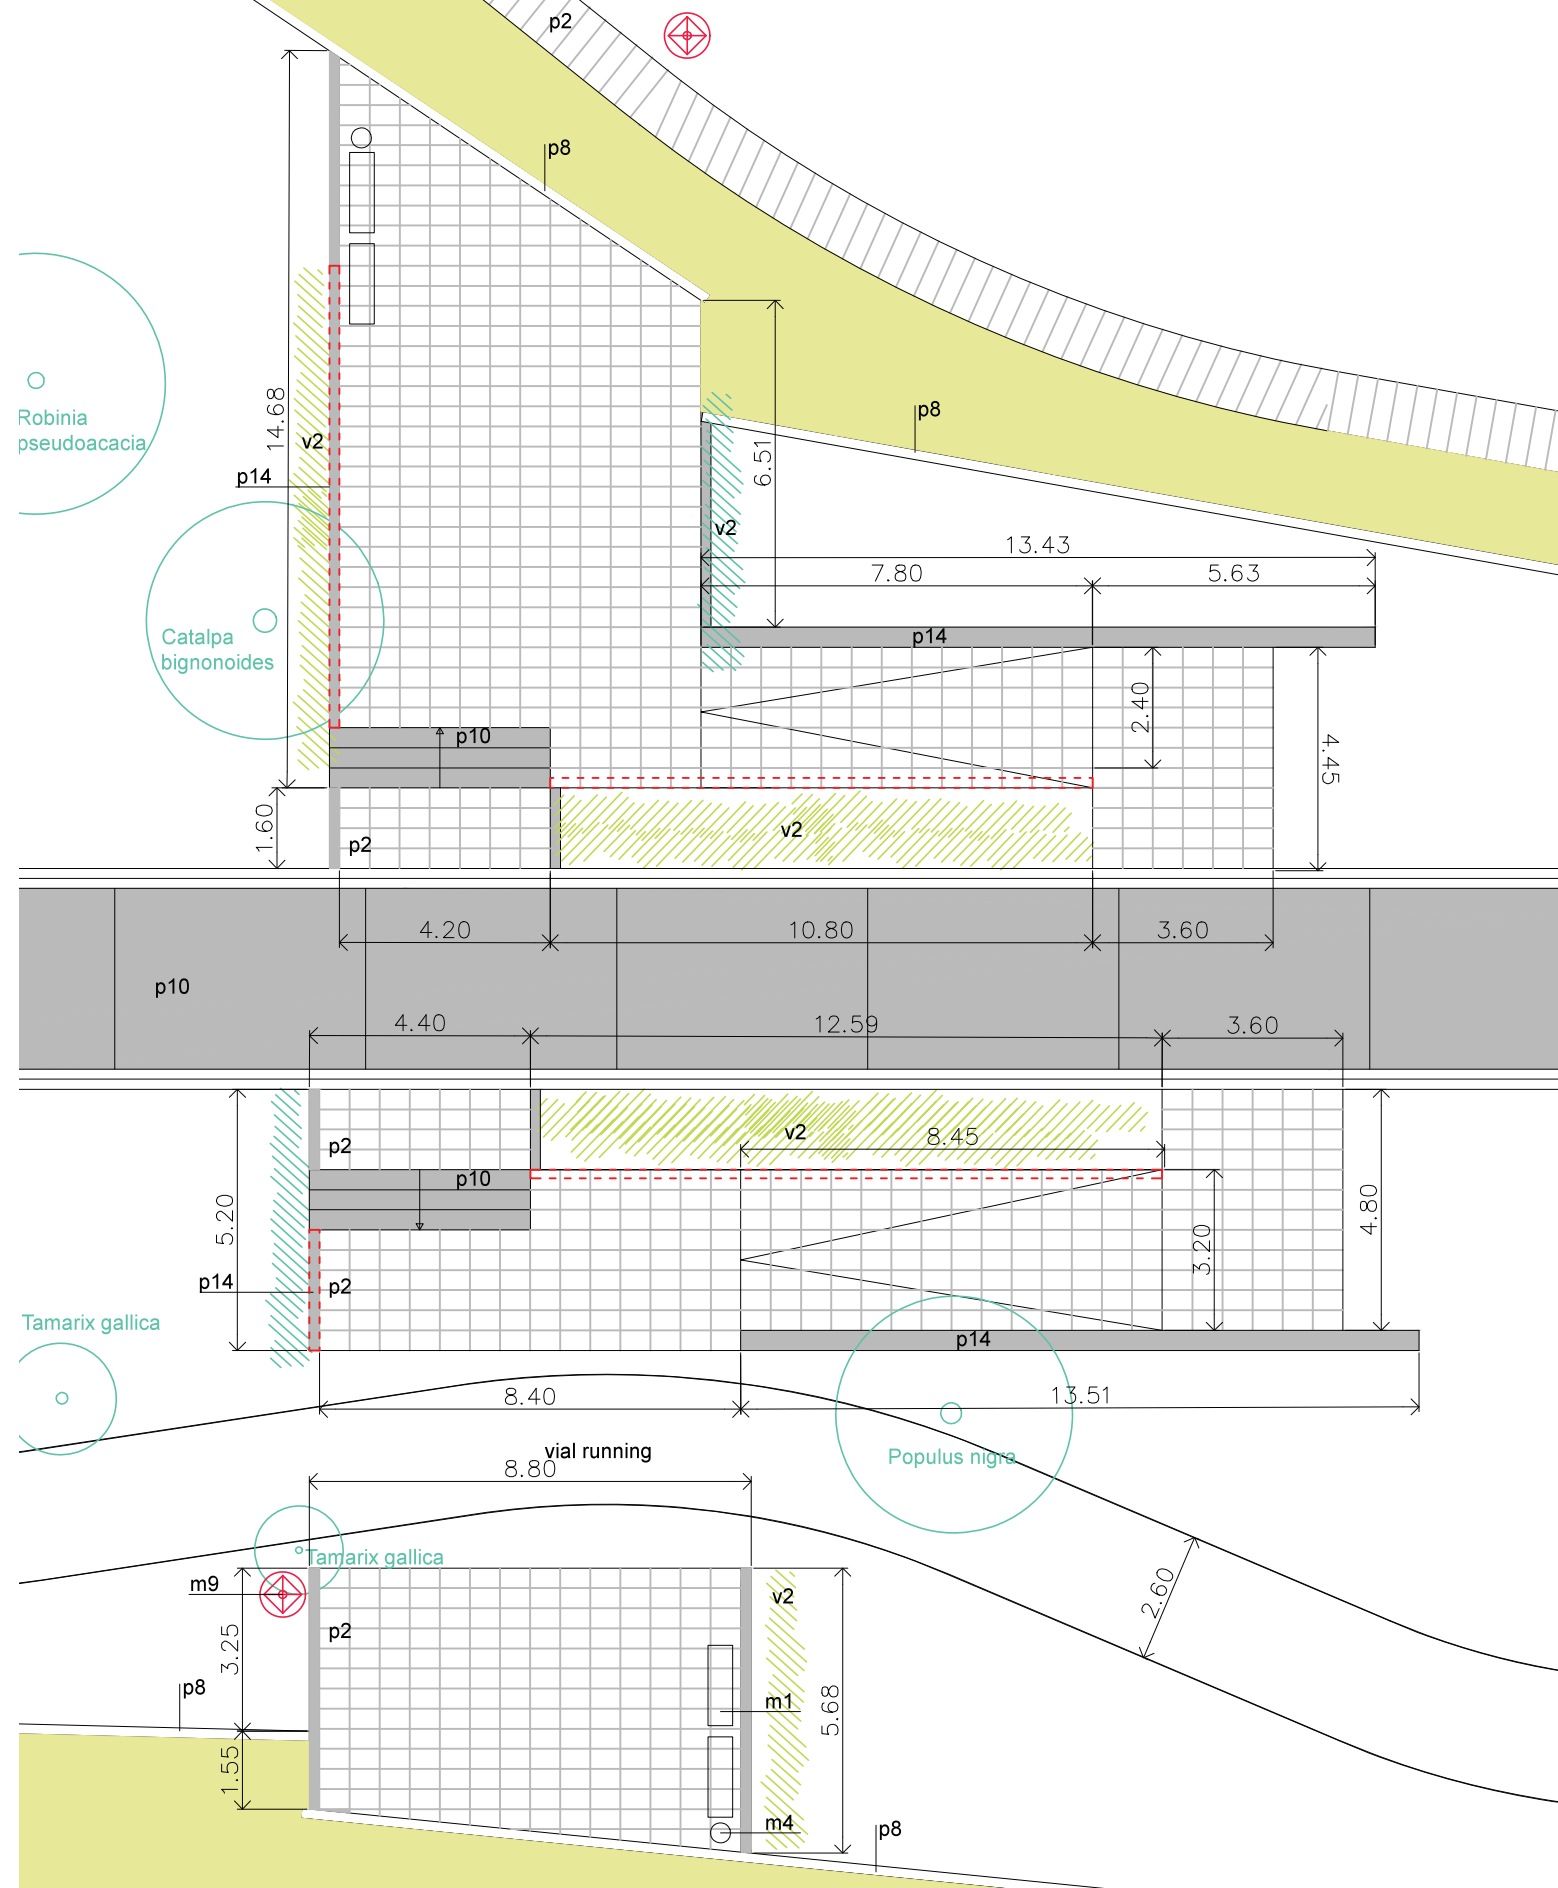 p2
p8
14.68
Robinia
pseudoacacia
v2
p14
p8
6.51
v2
13.43
7.80
5.63
Catalpa
bignonoides
p14
2.40
4.45
p10
1.60
p2
v2
4.20
10.80
3.60
p10
4.40
12.59
3.60
p2
v2
8.45
p10
5.20
4.80
3.20
p14
p2
Tamarix gallica
p14
8.40
13.51
vial running
8.80
Populus nigra
Tamarix gallica
m9
v2
2.60
p2
3.25
p8
m1
5.68
1.55
m4
p8